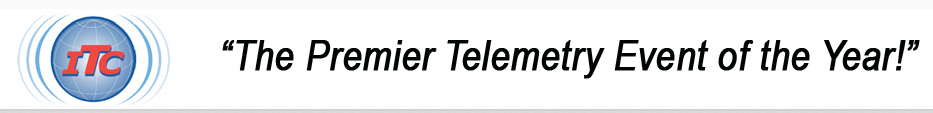 ITC
“The Premier Telemetry Event of the Year!”